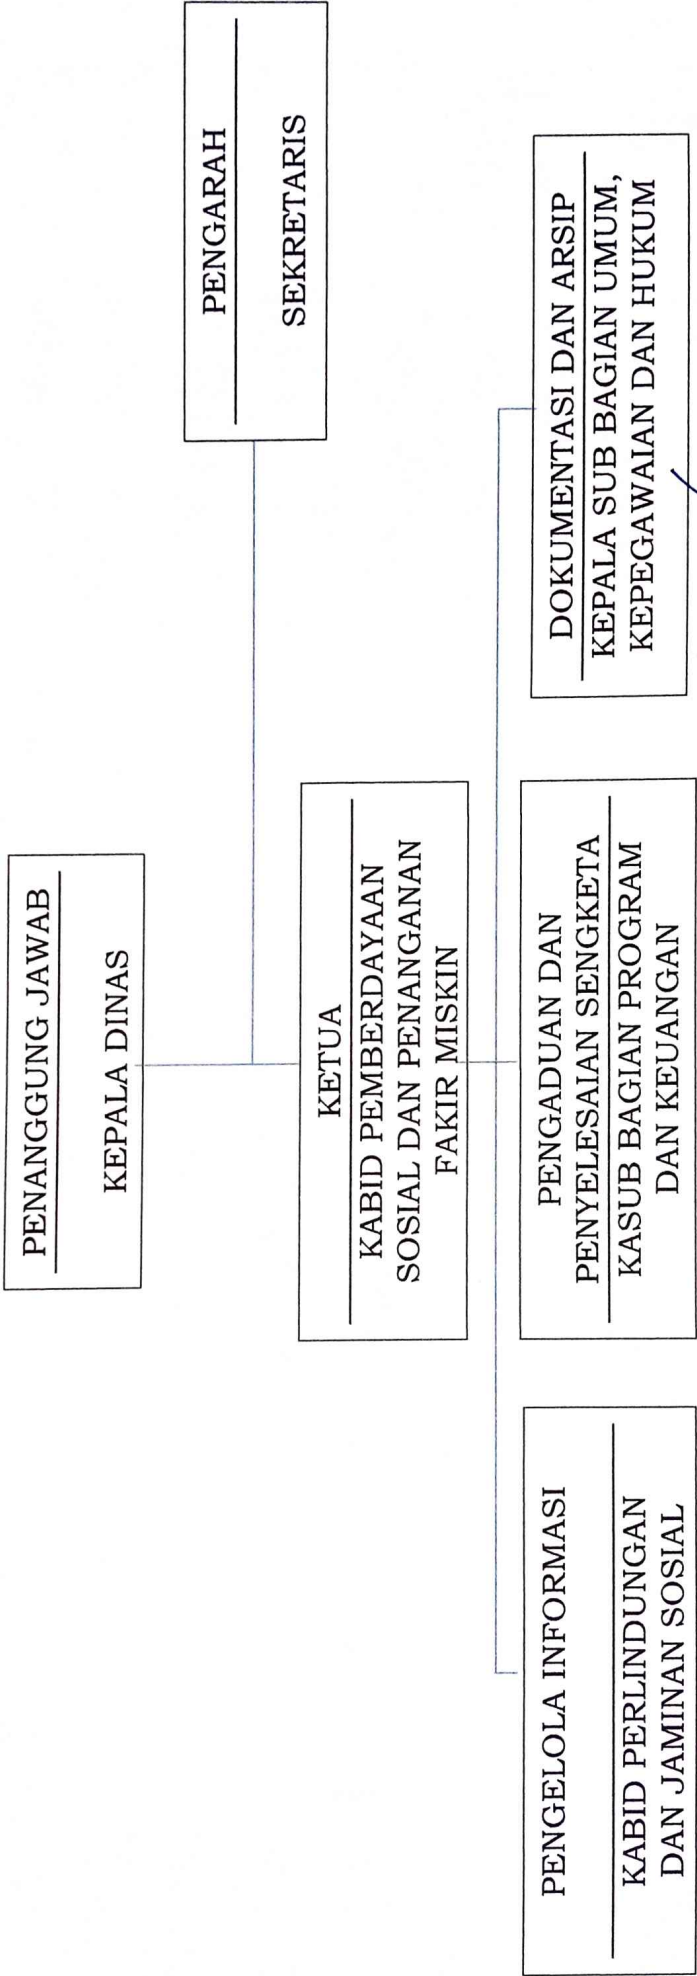 PENANGGUNG JAWAB
KEPALA DINAS
PENGARAH
SEKRETARIS
KETUA
KABID PEMBERDAYAAN
SOSIAL DAN PENANGANAN
FAKIR MISKIN
PENGELOLA INFORMASI
KABID PERLINDUNGAN
DAN JAMINAN SOSIAL
PENGADUAN DAN
PENYELESAIAN SENGKETA
KASUB BAGIAN PROGRAM
DAN KEUANGAN
DOKUMENTASI DAN ARSIP
KEPALA SUB BAGIAN UMUM,
KEPEGAWAIAN DAN HUKUM